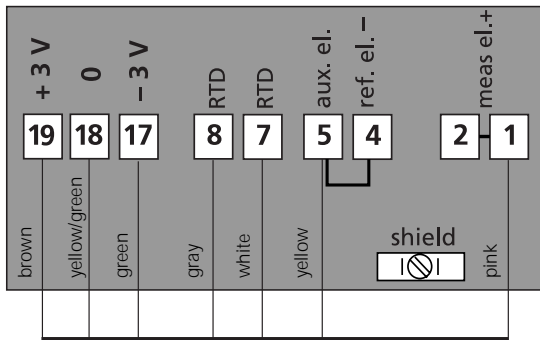 + 3 V
0
– 3 V
RTD
RTD
aux. el.
ref. el. –
meas el.+
19
18
17
8
7
5
4
2
1
brown
yellow/green
green
gray
white
yellow
shield
pink